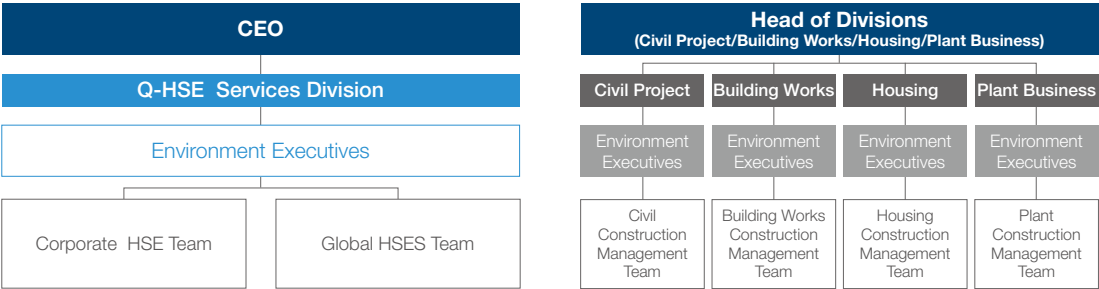 CEO
Q-HSE Services Division
Environment Executives
Corporate HSE Team
Global HSES Team
Head of Divisions
(Civil Project/Building Works/Housing/Plant Business)
Civil Project
Building Works
Housing
Plant Business
Environment
Executives
Environment
Executives
Environment
Executives
Environment
Executives
Civil
Construction
Management
Team
Building Works
Construction
Management
Team
Housing
Construction
Management
Team
Plant
Construction
Management
Team